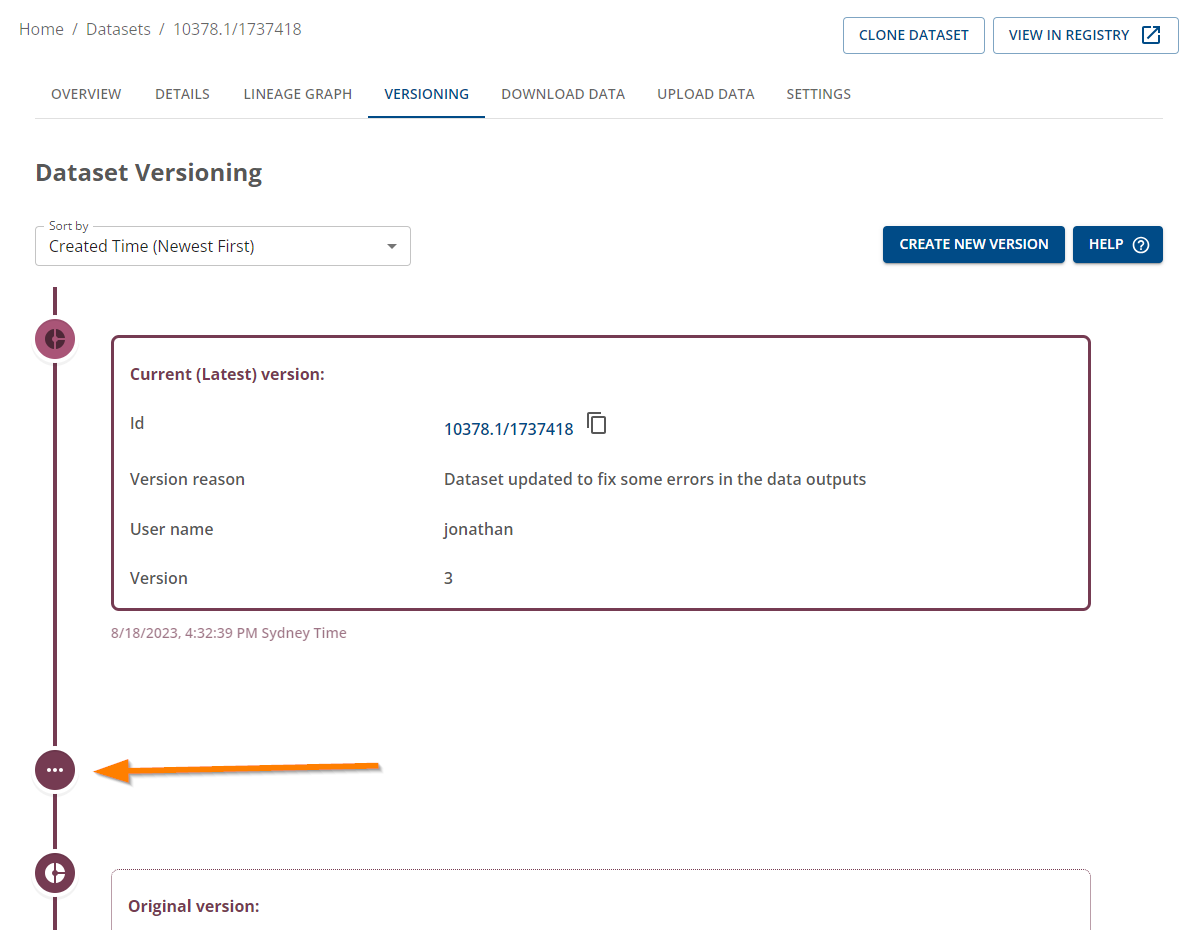 Home / Datasets / 10378.1/1737418
CLONE DATASET
VIEW IN REGISTRY
OVERVIEW DETAILS LINEAGE GRAPH VERSIONING DOWNLOAD DATA UPLOAD DATA SETTINGS
Dataset Versioning
Sort by
Created Time (Newest First)
CREATE NEW VERSION
HELP ?
Current (Latest) version:
Id 10378.1/1737418
Version reason Dataset updated to fix some errors in the data outputs
User name jonathan
Version 3
8/18/2023, 4:32:39 PM Sydney Time
Original version: